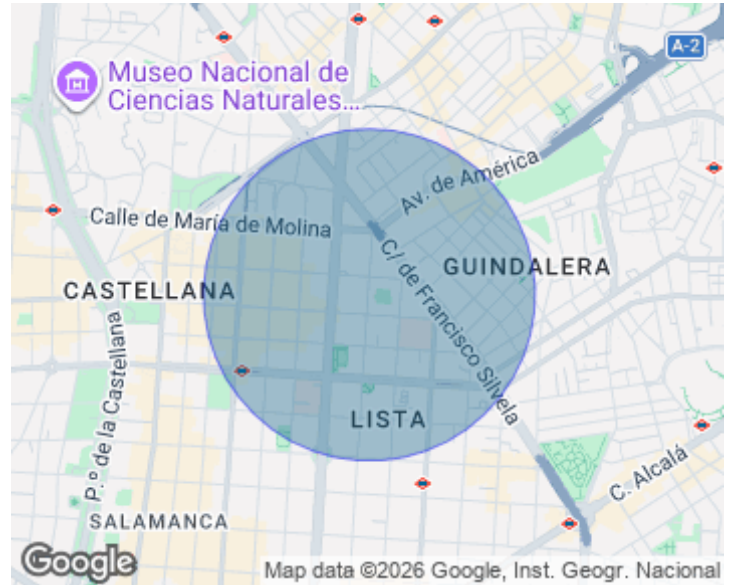 A-2
Museo Nacional de
Ciencias Naturales...
Av. de América
Calle de María de Molina
C/ de Francisco Silvela
GUINDALERA
CASTELLANA
P.º de la Castellana
LISTA
C. Alcalá
SALAMANCA
Google
Map data ©2026 Google, Inst. Geogr. Nacional